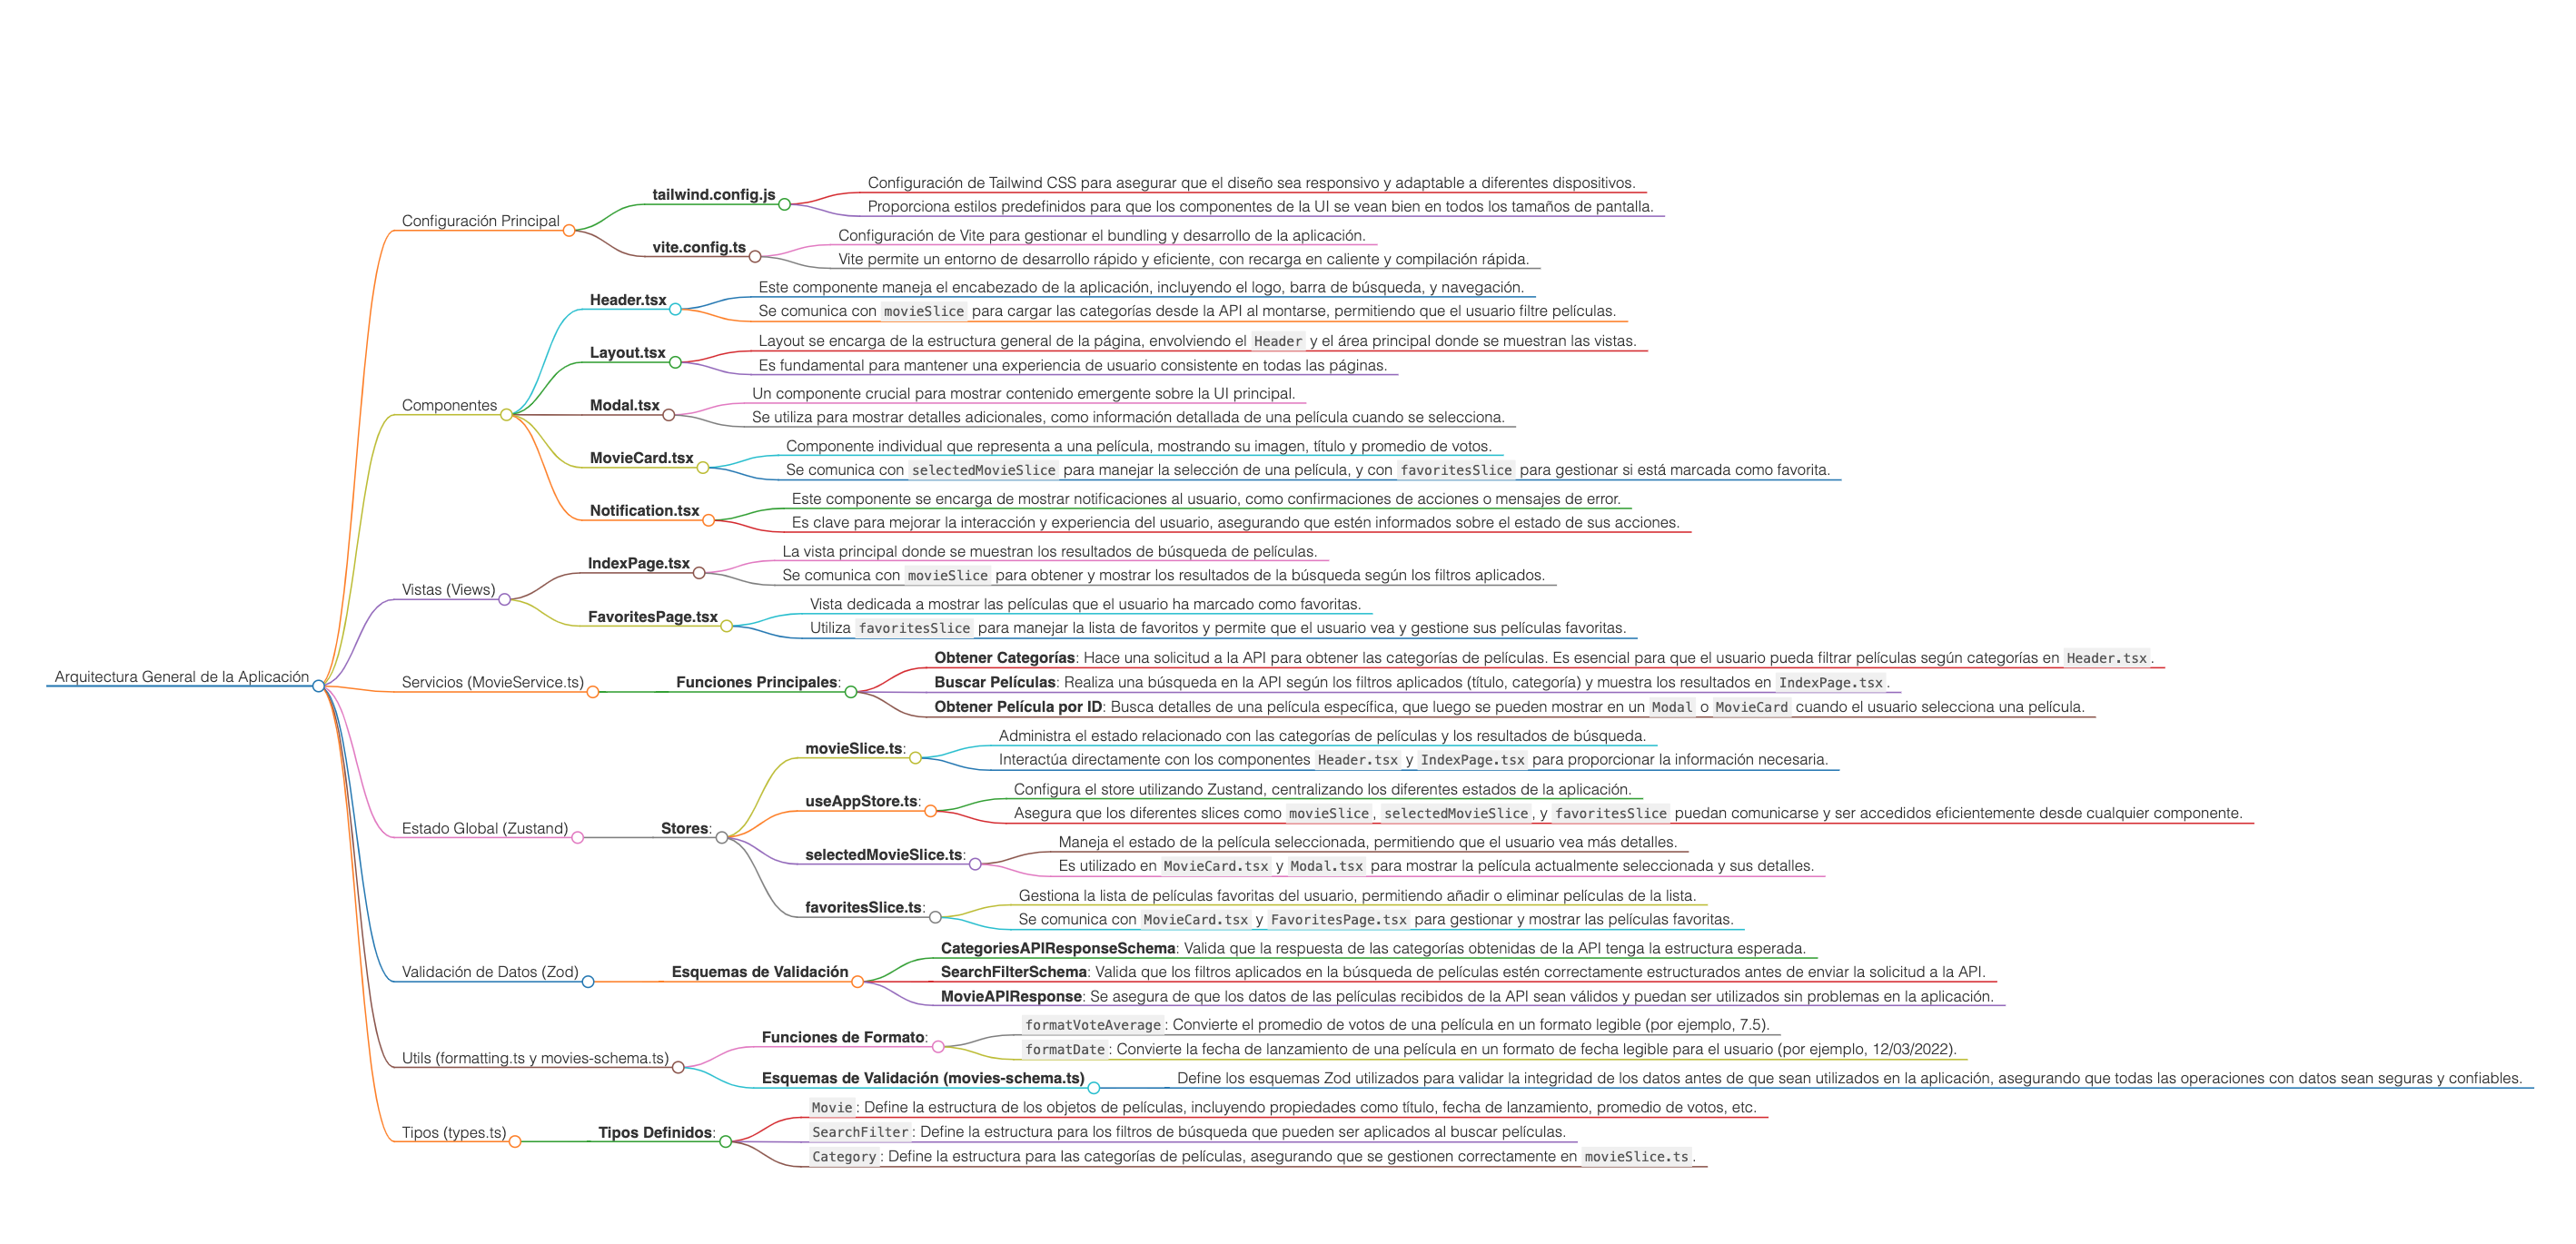 Arquitectura General de la Aplicación
Configuración Principal
tailwind.config.js
Configuración de Tailwind CSS para asegurar que el diseño sea responsivo y adaptable a diferentes dispositivos.
Proporciona estilos predefinidos para que los componentes de la UI se vean bien en todos los tamaños de pantalla.
vite.config.ts
Configuración de Vite para gestionar el bundling y desarrollo de la aplicación.
Vite permite un entorno de desarrollo rápido y eficiente, con recarga en caliente y compilación rápida.
Componentes
Header.tsx
Este componente maneja el encabezado de la aplicación, incluyendo el logo, barra de búsqueda, y navegación.
Se comunica con movieSlice para cargar las categorías desde la API al montarse, permitiendo que el usuario filtre películas.
Layout.tsx
Layout se encarga de la estructura general de la página, envolviendo el Header y el área principal donde se muestran las vistas.
Es fundamental para mantener una experiencia de usuario consistente en todas las páginas.
Modal.tsx
Un componente crucial para mostrar contenido emergente sobre la UI principal.
Se utiliza para mostrar detalles adicionales, como información detallada de una película cuando se selecciona.
MovieCard.tsx
Componente individual que representa a una película, mostrando su imagen, título y promedio de votos.
Se comunica con selectedMovieSlice para manejar la selección de una película, y con favoritesSlice para gestionar si está marcada como favorita.
Notification.tsx
Este componente se encarga de mostrar notificaciones al usuario, como confirmaciones de acciones o mensajes de error.
Es clave para mejorar la interacción y experiencia del usuario, asegurando que estén informados sobre el estado de sus acciones.
Vistas (Views)
IndexPage.tsx
La vista principal donde se muestran los resultados de búsqueda de películas.
Se comunica con movieSlice para obtener y mostrar los resultados de la búsqueda según los filtros aplicados.
FavoritesPage.tsx
Vista dedicada a mostrar las películas que el usuario ha marcado como favoritas.
Utiliza favoritesSlice para manejar la lista de favoritos y permite que el usuario vea y gestione sus películas favoritas.
Servicios (MovieService.ts)
Funciones Principales:
Obtener Categorías: Hace una solicitud a la API para obtener las categorías de películas. Es esencial para que el usuario pueda filtrar películas según categorías en Header.tsx.
Buscar Películas: Realiza una búsqueda en la API según los filtros aplicados (título, categoría) y muestra los resultados en IndexPage.tsx.
Obtener Película por ID: Busca detalles de una película específica, que luego se pueden mostrar en un Modal o MovieCard cuando el usuario selecciona una película.
Estado Global (Zustand)
Stores:
movieSlice.ts:
Administra el estado relacionado con las categorías de películas y los resultados de búsqueda.
Interactúa directamente con los componentes Header.tsx y IndexPage.tsx para proporcionar la información necesaria.
useAppStore.ts:
Configura el store utilizando Zustand, centralizando los diferentes estados de la aplicación.
Asegura que los diferentes slices como movieSlice, selectedMovieSlice, y favoritesSlice puedan comunicarse y ser accedidos eficientemente desde cualquier componente.
selectedMovieSlice.ts:
Maneja el estado de la película seleccionada, permitiendo que el usuario vea más detalles.
Es utilizado en MovieCard.tsx y Modal.tsx para mostrar la película actualmente seleccionada y sus detalles.
favoritesSlice.ts:
Gestiona la lista de películas favoritas del usuario, permitiendo añadir o eliminar películas de la lista.
Se comunica con MovieCard.tsx y FavoritesPage.tsx para gestionar y mostrar las películas favoritas.
Validación de Datos (Zod)
Esquemas de Validación
CategoriesAPIResponseSchema: Valida que la respuesta de las categorías obtenidas de la API tenga la estructura esperada.
SearchFilterSchema: Valida que los filtros aplicados en la búsqueda de películas estén correctamente estructurados antes de enviar la solicitud a la API.
MovieAPIResponse: Se asegura de que los datos de las películas recibidos de la API sean válidos y puedan ser utilizados sin problemas en la aplicación.
Utils (formatting.ts y movies-schema.ts)
Funciones de Formato:
formatVoteAverage: Convierte el promedio de votos de una película en un formato legible (por ejemplo, 7.5).
formatDate: Convierte la fecha de lanzamiento de una película en un formato de fecha legible para el usuario (por ejemplo, 12/03/2022).
Esquemas de Validación (movies-schema.ts)
Define los esquemas Zod utilizados para validar la integridad de los datos antes de que sean utilizados en la aplicación, asegurando que todas las operaciones con datos sean seguras y confiables.
Tipos (types.ts)
Tipos Definidos:
Movie: Define la estructura de los objetos de películas, incluyendo propiedades como título, fecha de lanzamiento, promedio de votos, etc.
SearchFilter: Define la estructura para los filtros de búsqueda que pueden ser aplicados al buscar películas.
Category: Define la estructura para las categorías de películas, asegurando que se gestionen correctamente en movieSlice.ts.